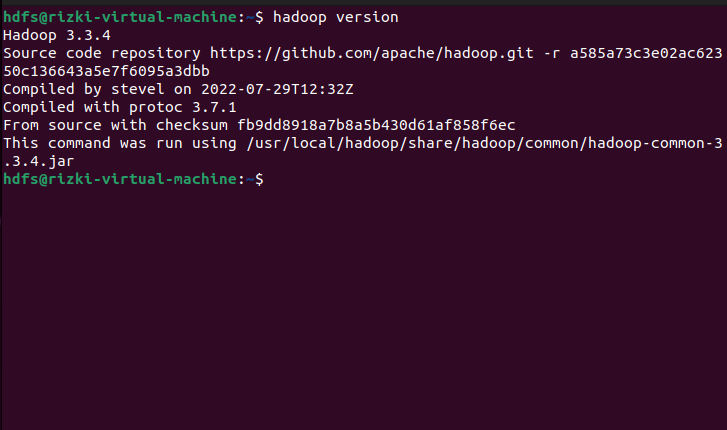 hdfs@rizki-virtual-machine:~$ hadoop version
Hadoop 3.3.4
Source code repository https://github.com/apache/hadoop.git -r a585a73c3e02ac623
50c136643a5e7f6095a3dbb
Compiled by stevel on 2022-07-29T12:32Z
Compiled with protoc 3.7.1
From source with checksum fb9dd8918a7b8a5b430d61af858f6ec
This command was run using /usr/local/hadoop/share/hadoop/common/hadoop-common-3
.3.4.jar
hdfs@rizki-virtual-machine:~$